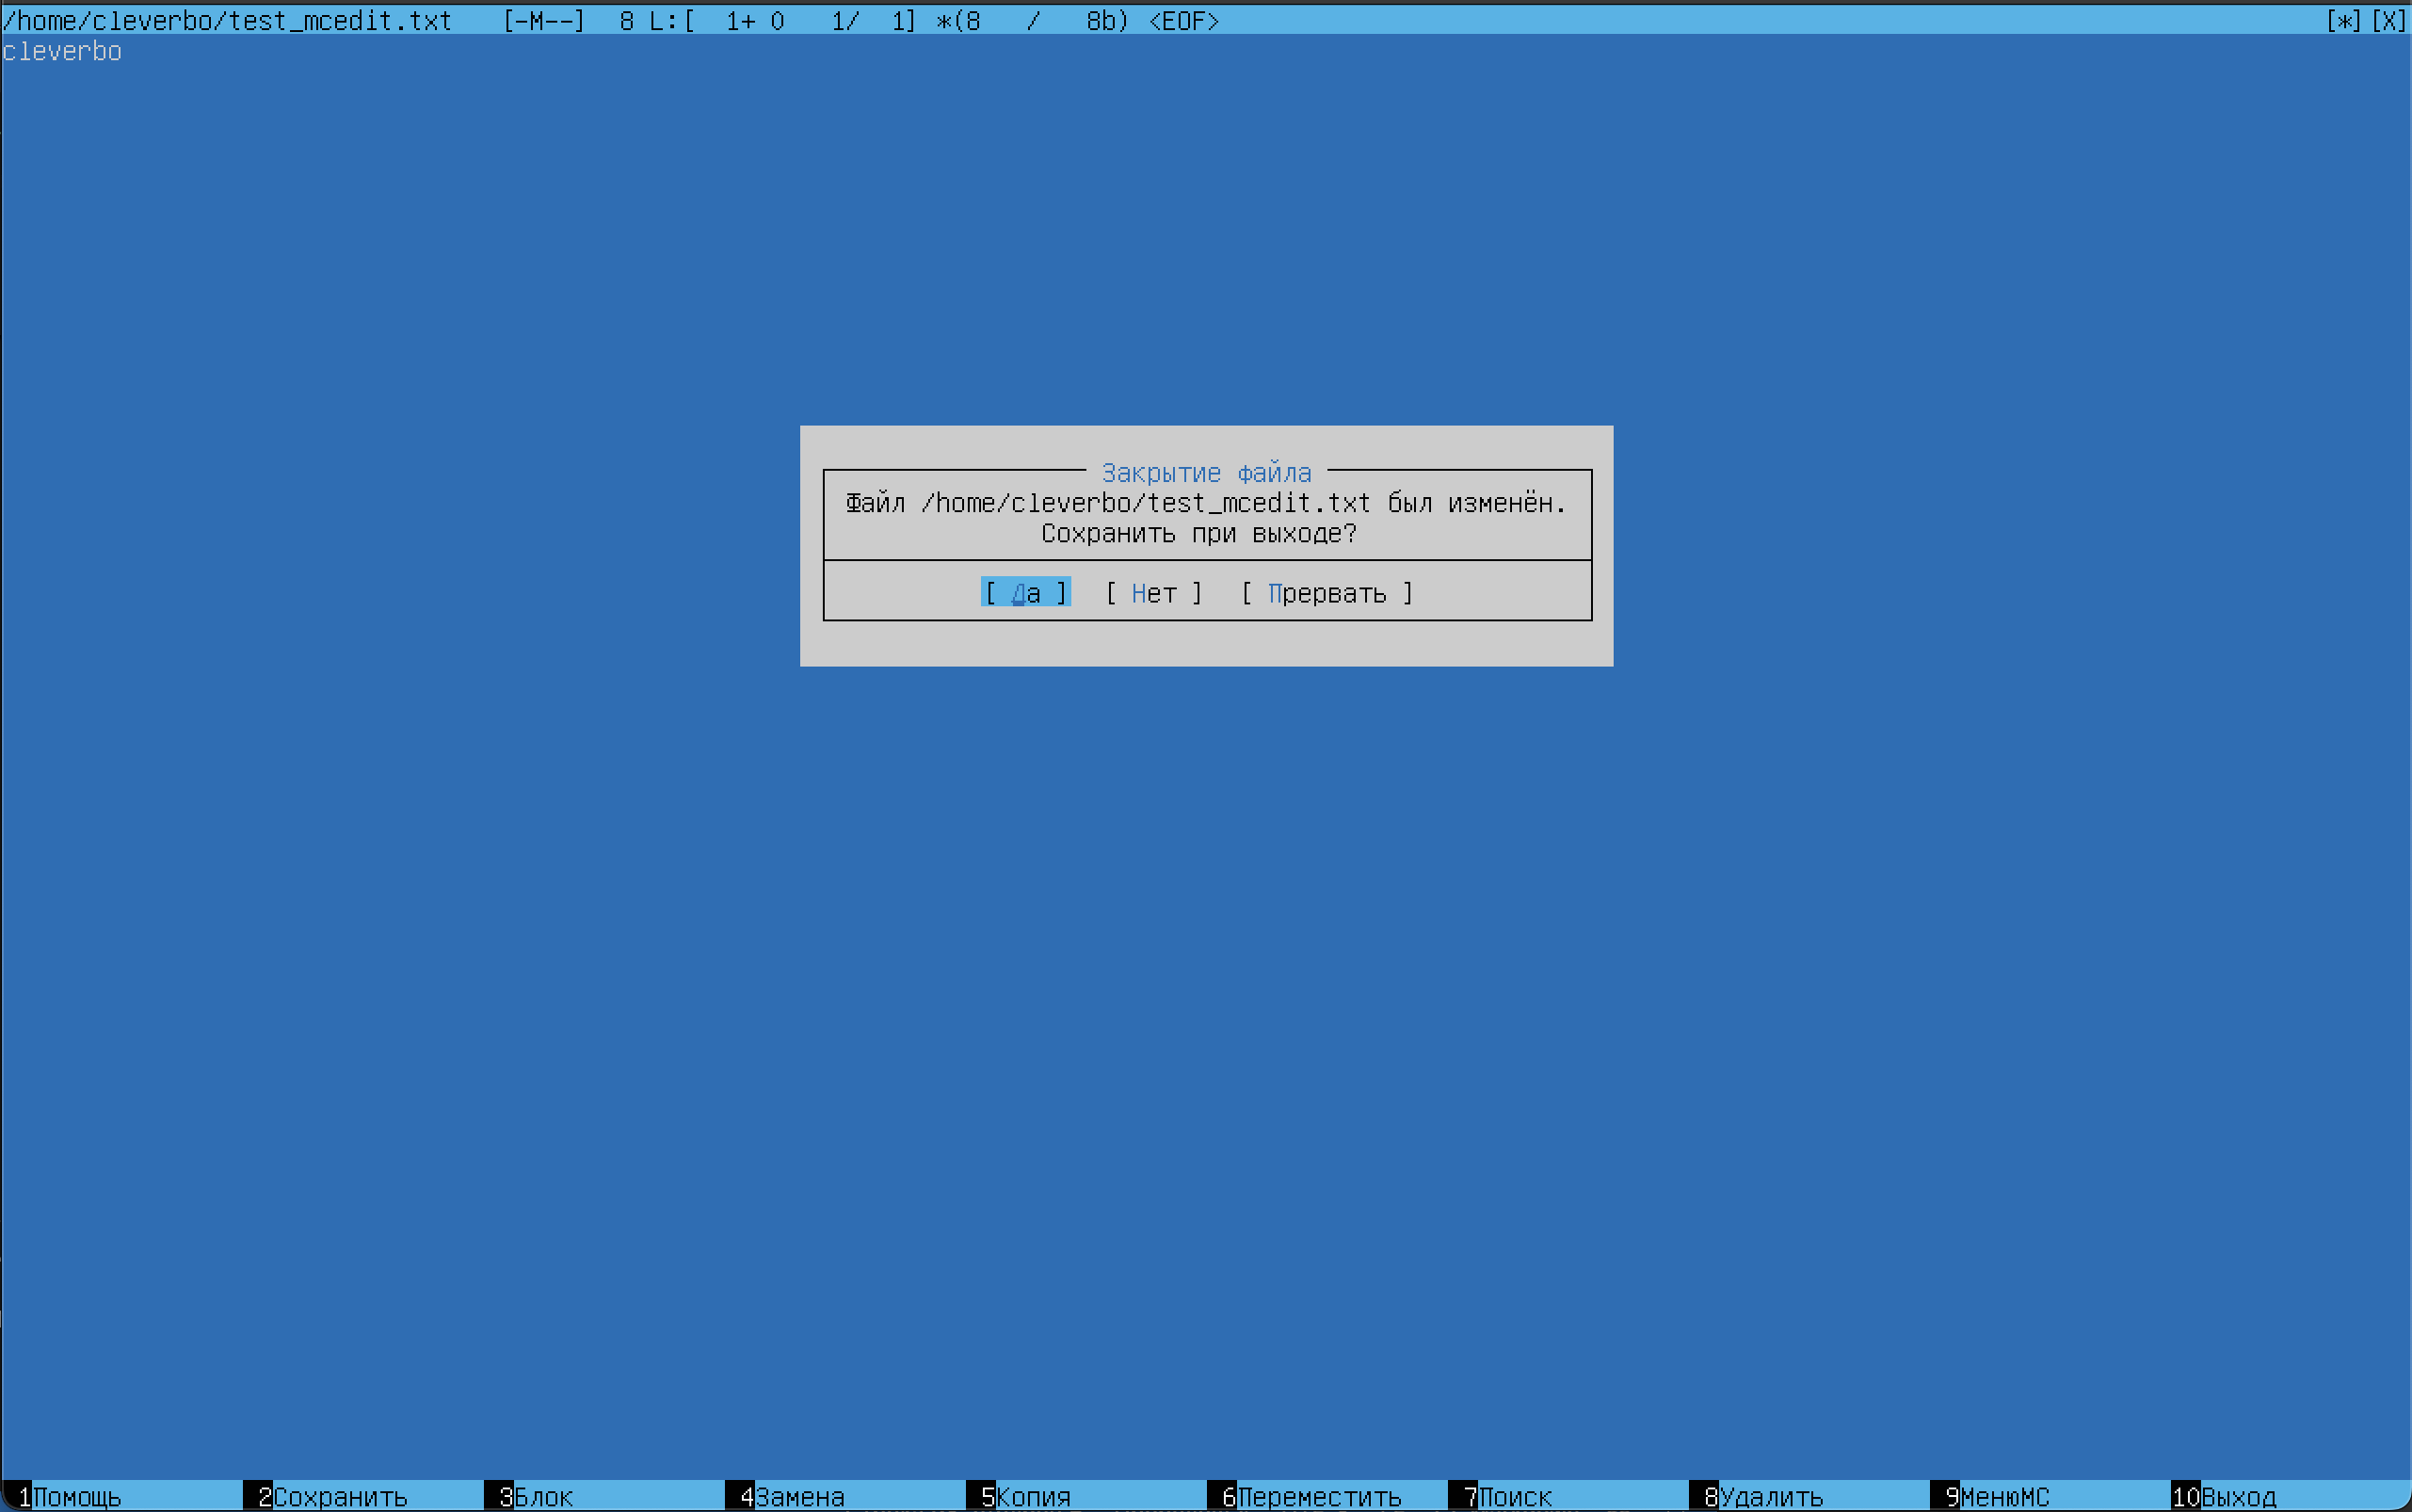 /home/cleverbo/test_mcedit.txt   [-M--]  8 L:[  1+ 0   1/  1] *(8   /   8b) <EOF>   [*][X]
cleverbo
Закрытие файла
Файл /home/cleverbo/test_mcedit.txt был изменён.
Сохранить при выходе?
[ Да ]  [ Нет ]  [ Прервать ]
1Помощь  2Сохранить  3Блок  4Замена  5Копия  6Переместить  7Поиск  8Удалить  9МенюMC  10Выход